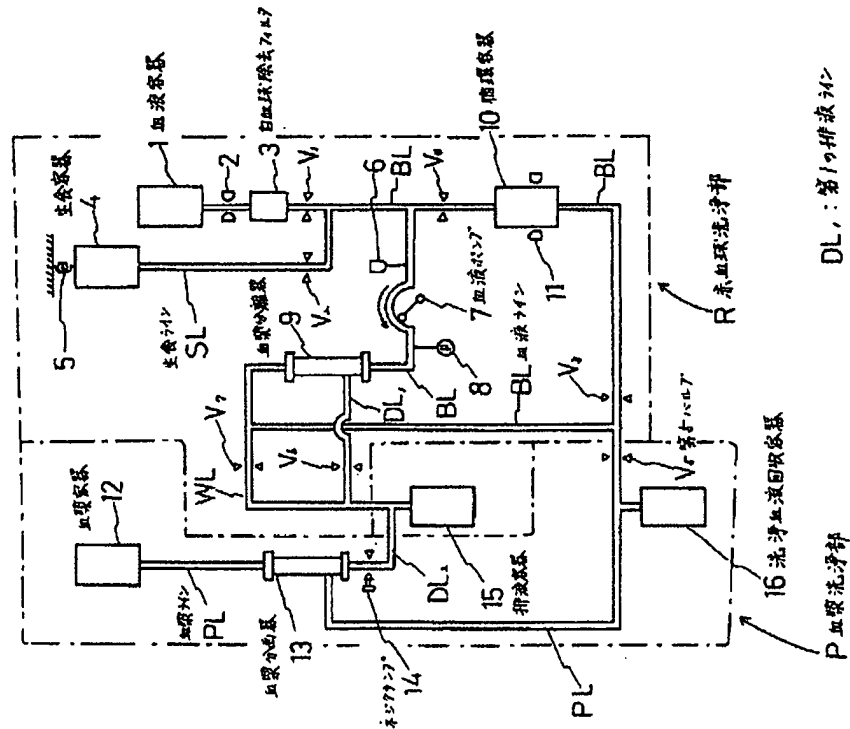 1 血液容器
2
3 白血球除去フィルタ
V₁
生食容器
4
5
生食ライン
SL
V₂
6
BL
V₄
10 循環容器
11
BL
7 血液ポンプ
8
血漿分離器
9
DL₁
BL
BL 血液ライン
V₃
R 赤血球洗浄部
V₇
WL
V₆
V₅ 第5バルブ
血漿容器
12
血漿ライン
PL
血漿分画器
13
ネジクランプ
14
DL₂
15
排液容器
PL
16 洗浄血液回収容器
P 血漿洗浄部
DL₁：第1の排液ライン